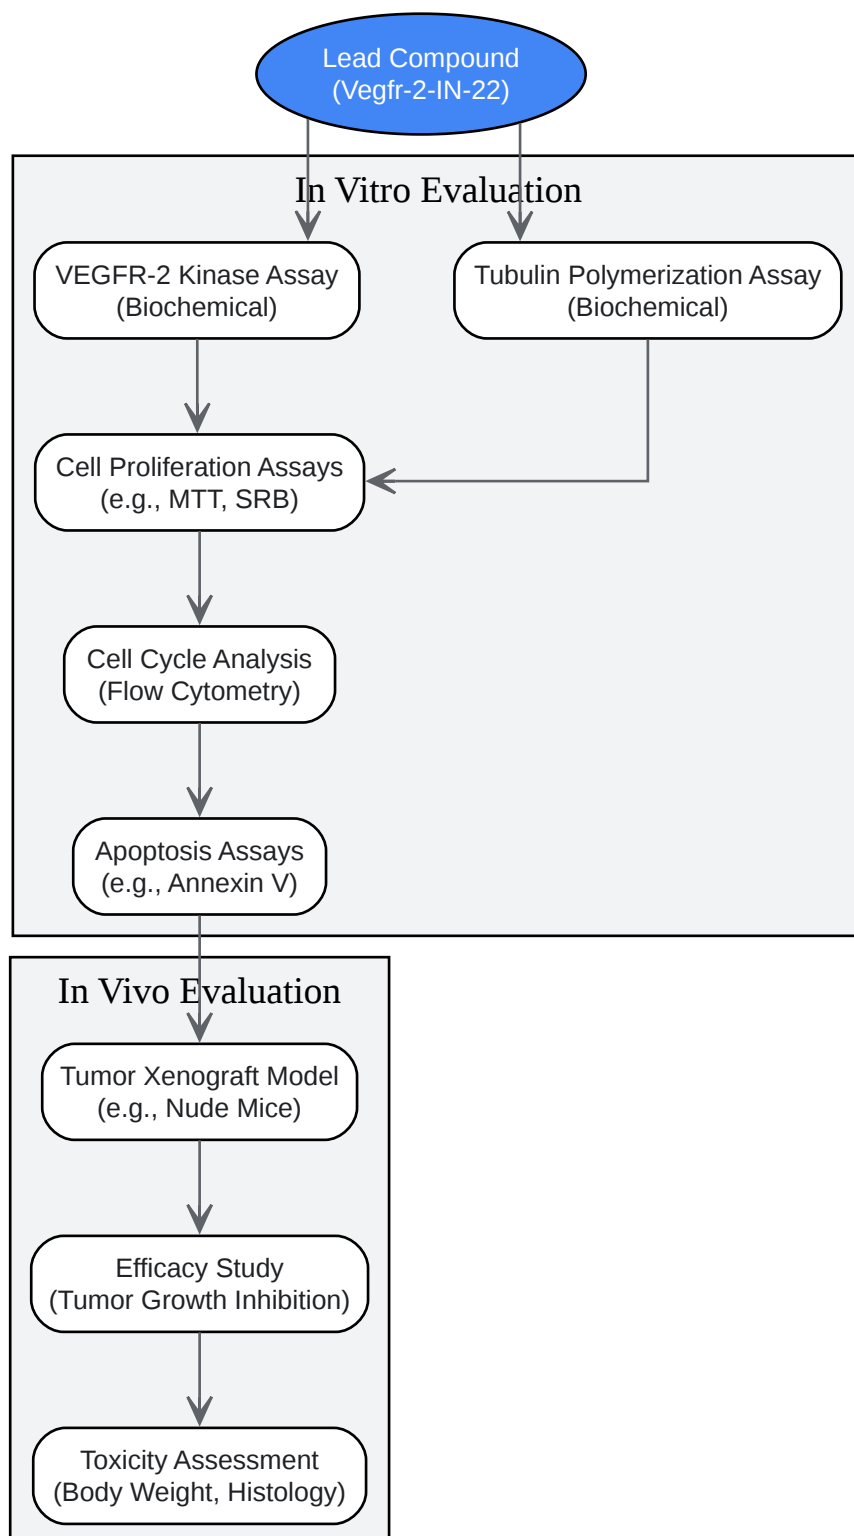 Lead Compound
(Vegfr-2-IN-22)
In Vitro Evaluation
VEGFR-2 Kinase Assay
(Biochemical)
Tubulin Polymerization Assay
(Biochemical)
Cell Proliferation Assays
(e.g., MTT, SRB)
Cell Cycle Analysis
(Flow Cytometry)
Apoptosis Assays
(e.g., Annexin V)
In Vivo Evaluation
Tumor Xenograft Model
(e.g., Nude Mice)
Efficacy Study
(Tumor Growth Inhibition)
Toxicity Assessment
(Body Weight, Histology)